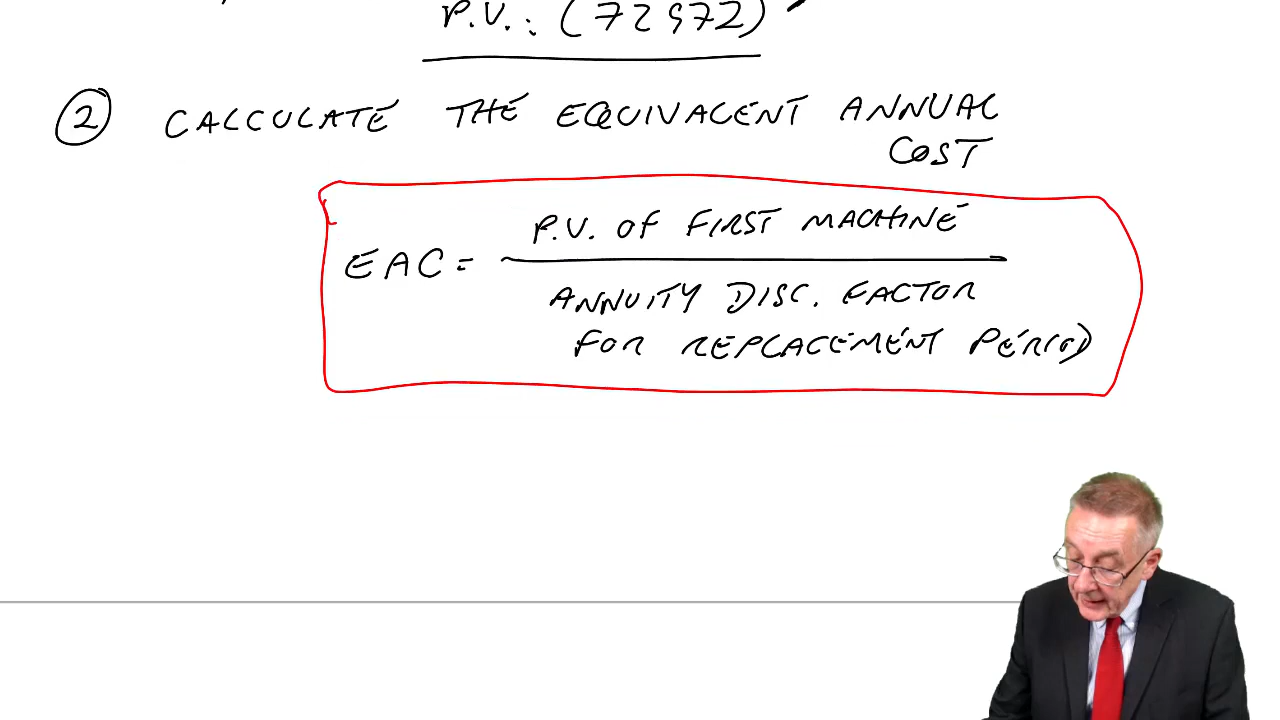 P.V.: (72972)
② CALCULATE THE EQUIVALENT ANNUAL
COST
EAC = P.V. OF FIRST MACHINE
ANNUITY DISC. FACTOR
FOR REPLACEMENT PERIOD